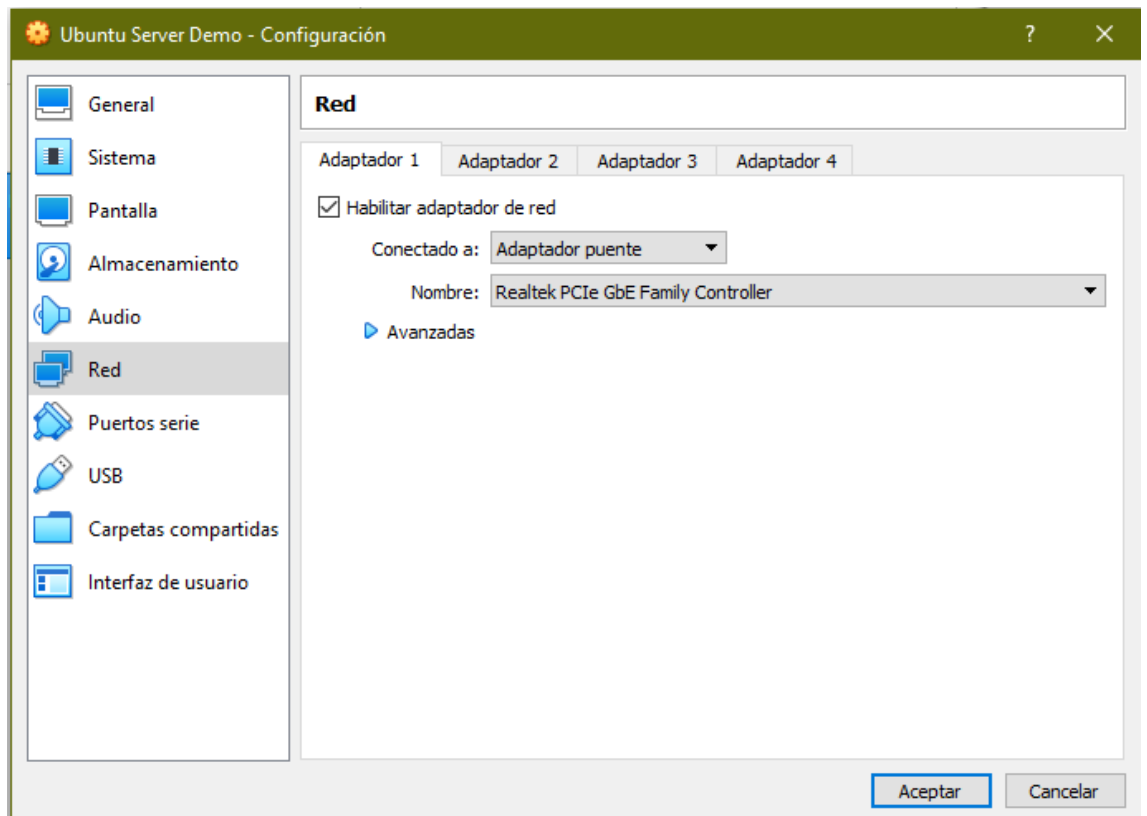 Ubuntu Server Demo - Configuración ?
General
Sistema
Pantalla
Almacenamiento
Audio
Red
Puertos serie
USB
Carpetas compartidas
Interfaz de usuario
Red
Adaptador 1 Adaptador 2 Adaptador 3 Adaptador 4
Habilitar adaptador de red
Conectado a: Adaptador puente
Nombre: Realtek PCIe GbE Family Controller
Avanzadas
Aceptar Cancelar